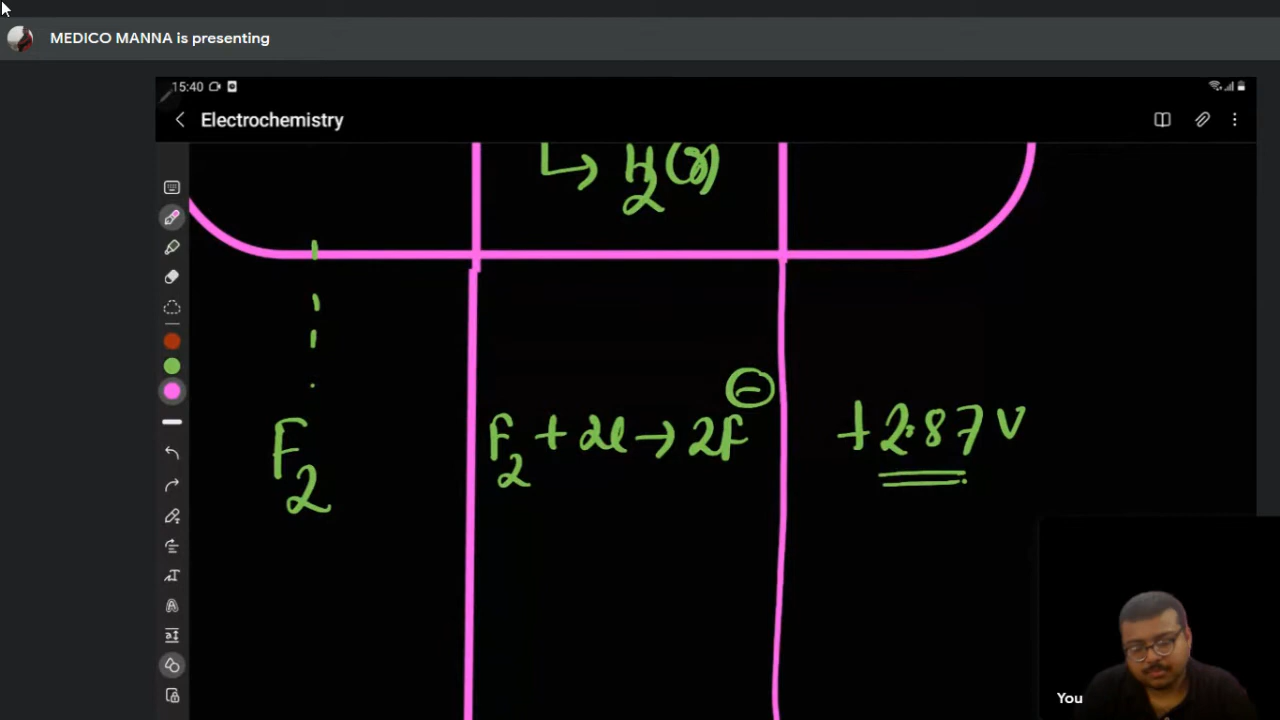 MEDICO MANNA is presenting
15:40
Electrochemistry
↳ H₂(g)
F₂
F₂ + 2e → 2F⊖
+2.87 V
You